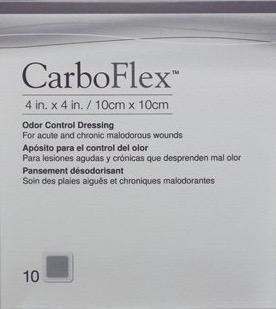 CarboFlex™
4 in. x 4 in. / 10cm x 10cm
Odor Control Dressing
For acute and chronic malodorous wounds
Apósito para el control del olor
Para lesiones agudas y crónicas que desprenden mal olor
Pansement désodorisant
Soin des plaies aiguës et chroniques malodorantes
10